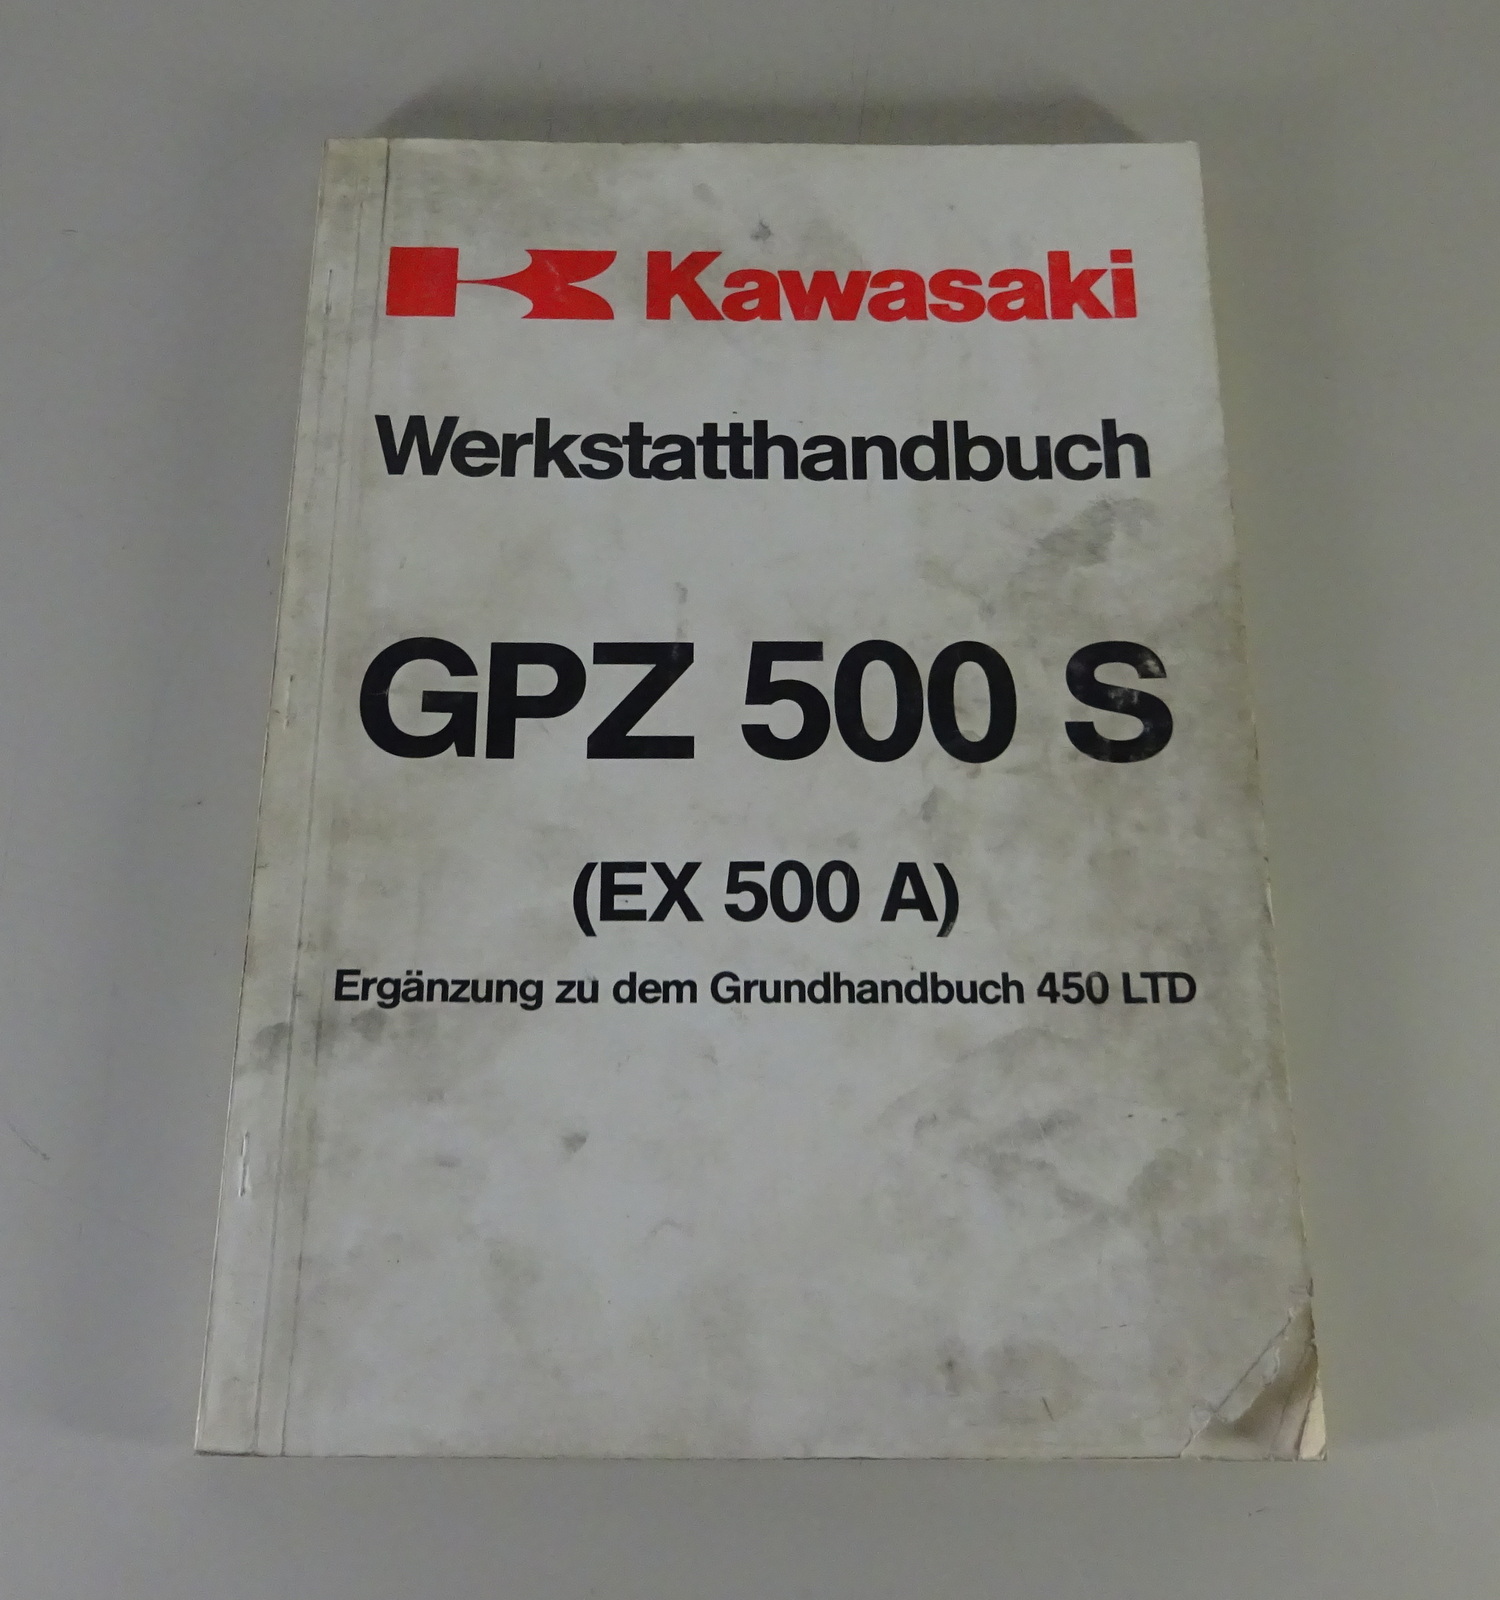 Kawasaki
Werkstatthandbuch
GPZ 500 S
(EX 500 A)
Ergänzung zu dem Grundhandbuch 450 LTD